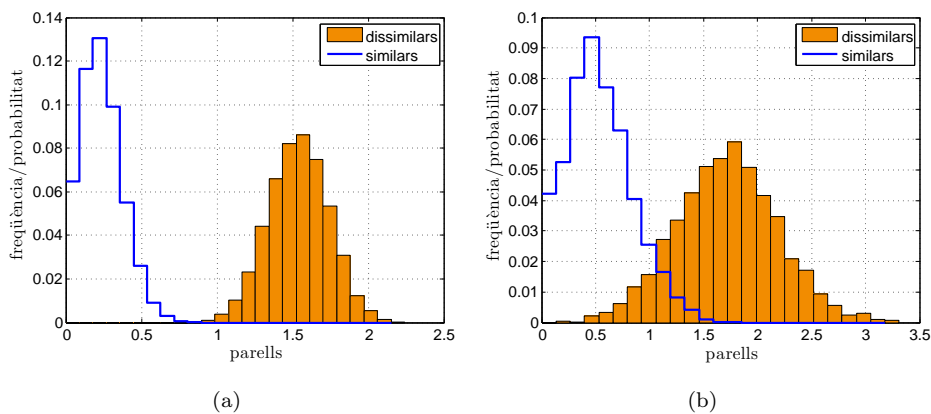 0.14
0.12
0.1
0.08
0.06
0.04
0.02
0
freqüència/probabilitat
dissimilars
similars
0 0.5 1 1.5 2 2.5
parells
(a)
0.1
0.09
0.08
0.07
0.06
0.05
0.04
0.03
0.02
0.01
0
freqüència/probabilitat
dissimilars
similars
0 0.5 1 1.5 2 2.5 3 3.5
parells
(b)